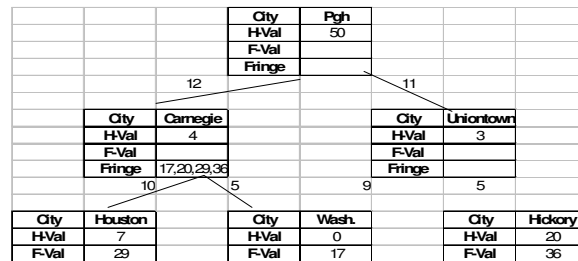 City Pgh
H-Val 50
F-Val
Fringe
12 11
City Carnegie City Uniontown
H-Val 4 H-Val 3
F-Val F-Val
Fringe 17,20,29,36 Fringe
10 5 9 5
City Houston City Wash. City Hickory
H-Val 7 H-Val 0 H-Val 20
F-Val 29 F-Val 17 F-Val 36